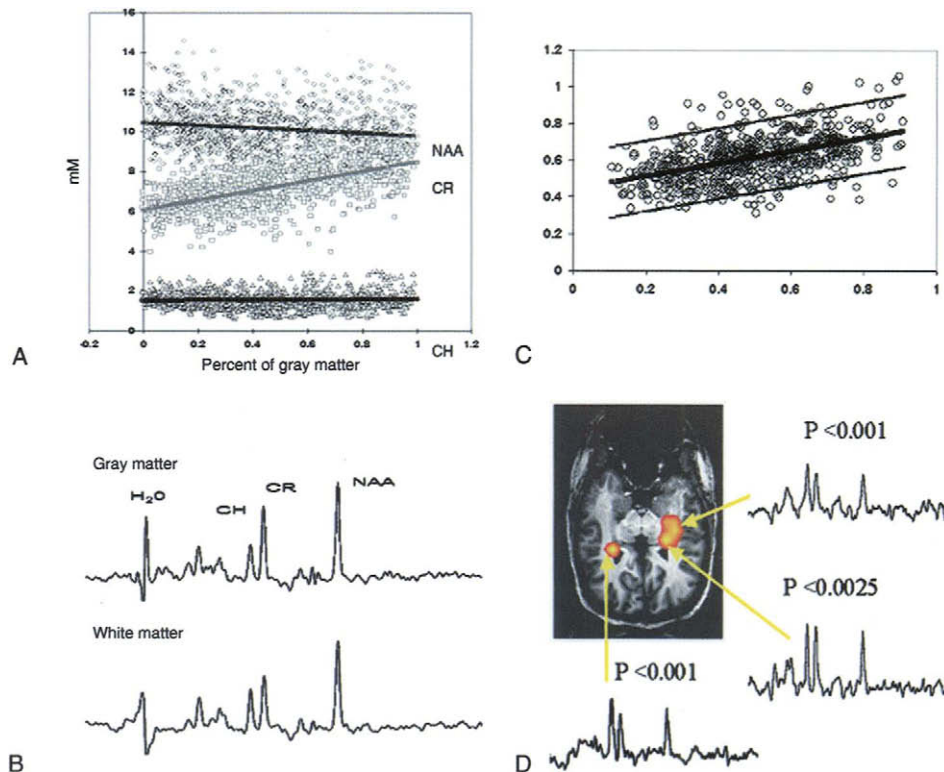 16
14
12
10
8
6
4
2
0
mM
-0.2
0
0.2
0.4
0.6
0.8
1
1.2
Percent of gray matter
NAA
CR
CH
A
1.2
1
0.8
0.6
0.4
0.2
0
0
0.2
0.4
0.6
0.8
1
C
Gray matter
H₂O
CH
CR
NAA
White matter
B
P <0.001
P <0.0025
P <0.001
D